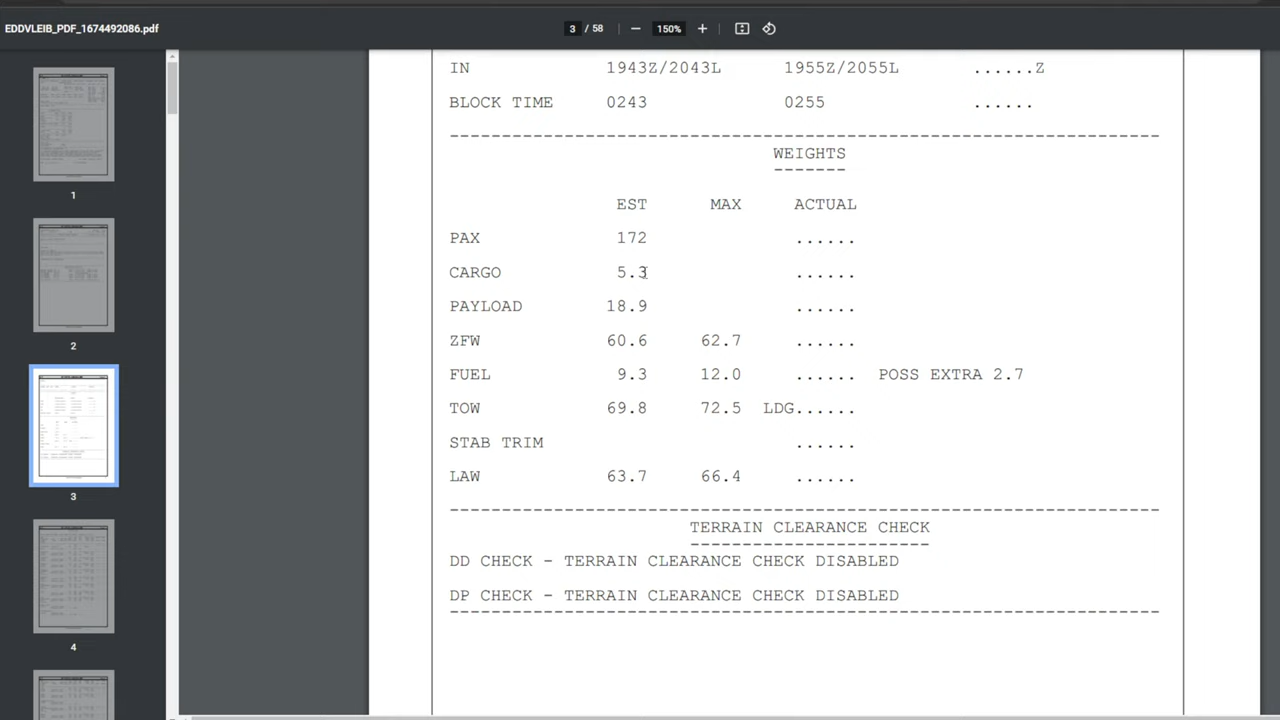 EDDVLEIB_PDF_1674492086.pdf
3 / 58
150%
IN 1943Z/2043L 1955Z/2055L ......Z
BLOCK TIME 0243 0255 ......
WEIGHTS
EST MAX ACTUAL
PAX 172 ......
CARGO 5.3 ......
PAYLOAD 18.9 ......
ZFW 60.6 62.7 ......
FUEL 9.3 12.0 ...... POSS EXTRA 2.7
TOW 69.8 72.5 LDG......
STAB TRIM ......
LAW 63.7 66.4 ......
TERRAIN CLEARANCE CHECK
DD CHECK - TERRAIN CLEARANCE CHECK DISABLED
DP CHECK - TERRAIN CLEARANCE CHECK DISABLED
1
2
3
4